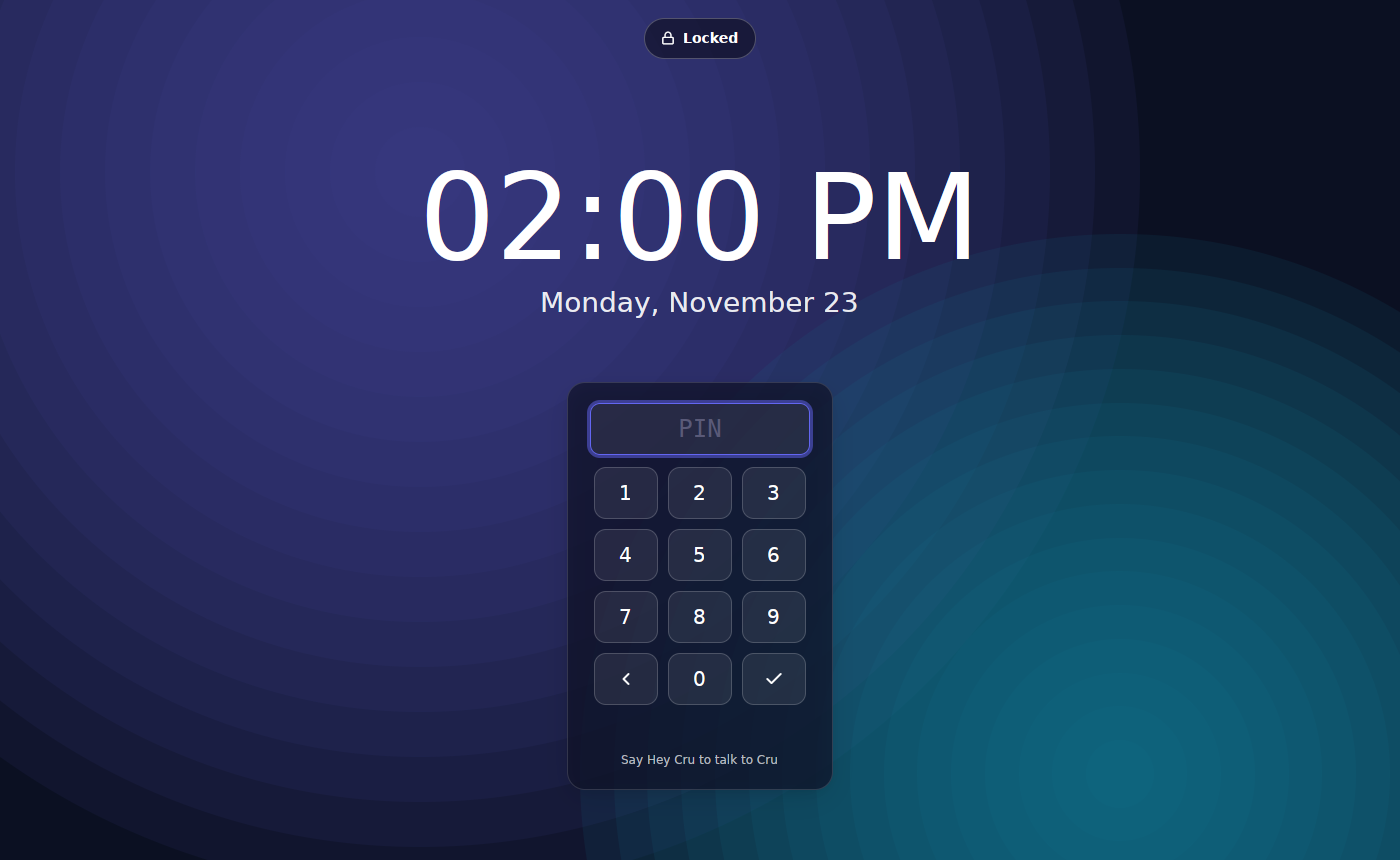 Locked
02:00 PM
Monday, November 23
PIN
1 2 3
4 5 6
7 8 9
0
Say Hey Cru to talk to Cru